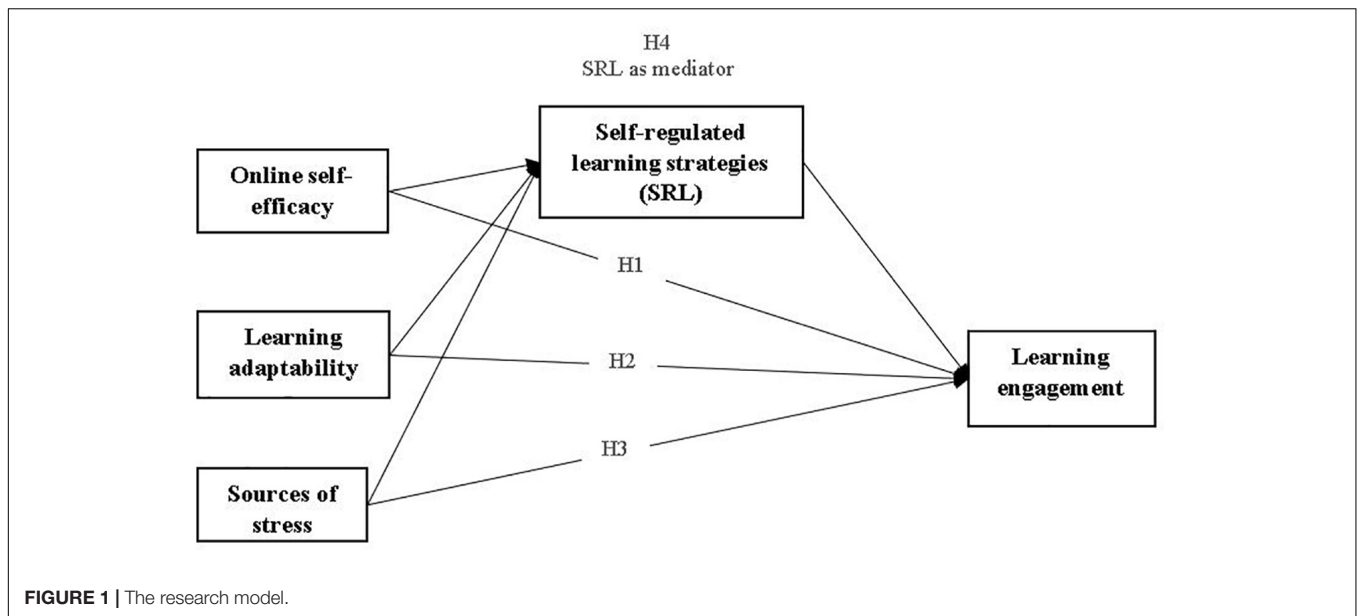 H4
SRL as mediator
Self-regulated
learning strategies
(SRL)
Online self-
efficacy
H1
Learning
adaptability
H2
Learning
engagement
H3
Sources of
stress
FIGURE 1 | The research model.